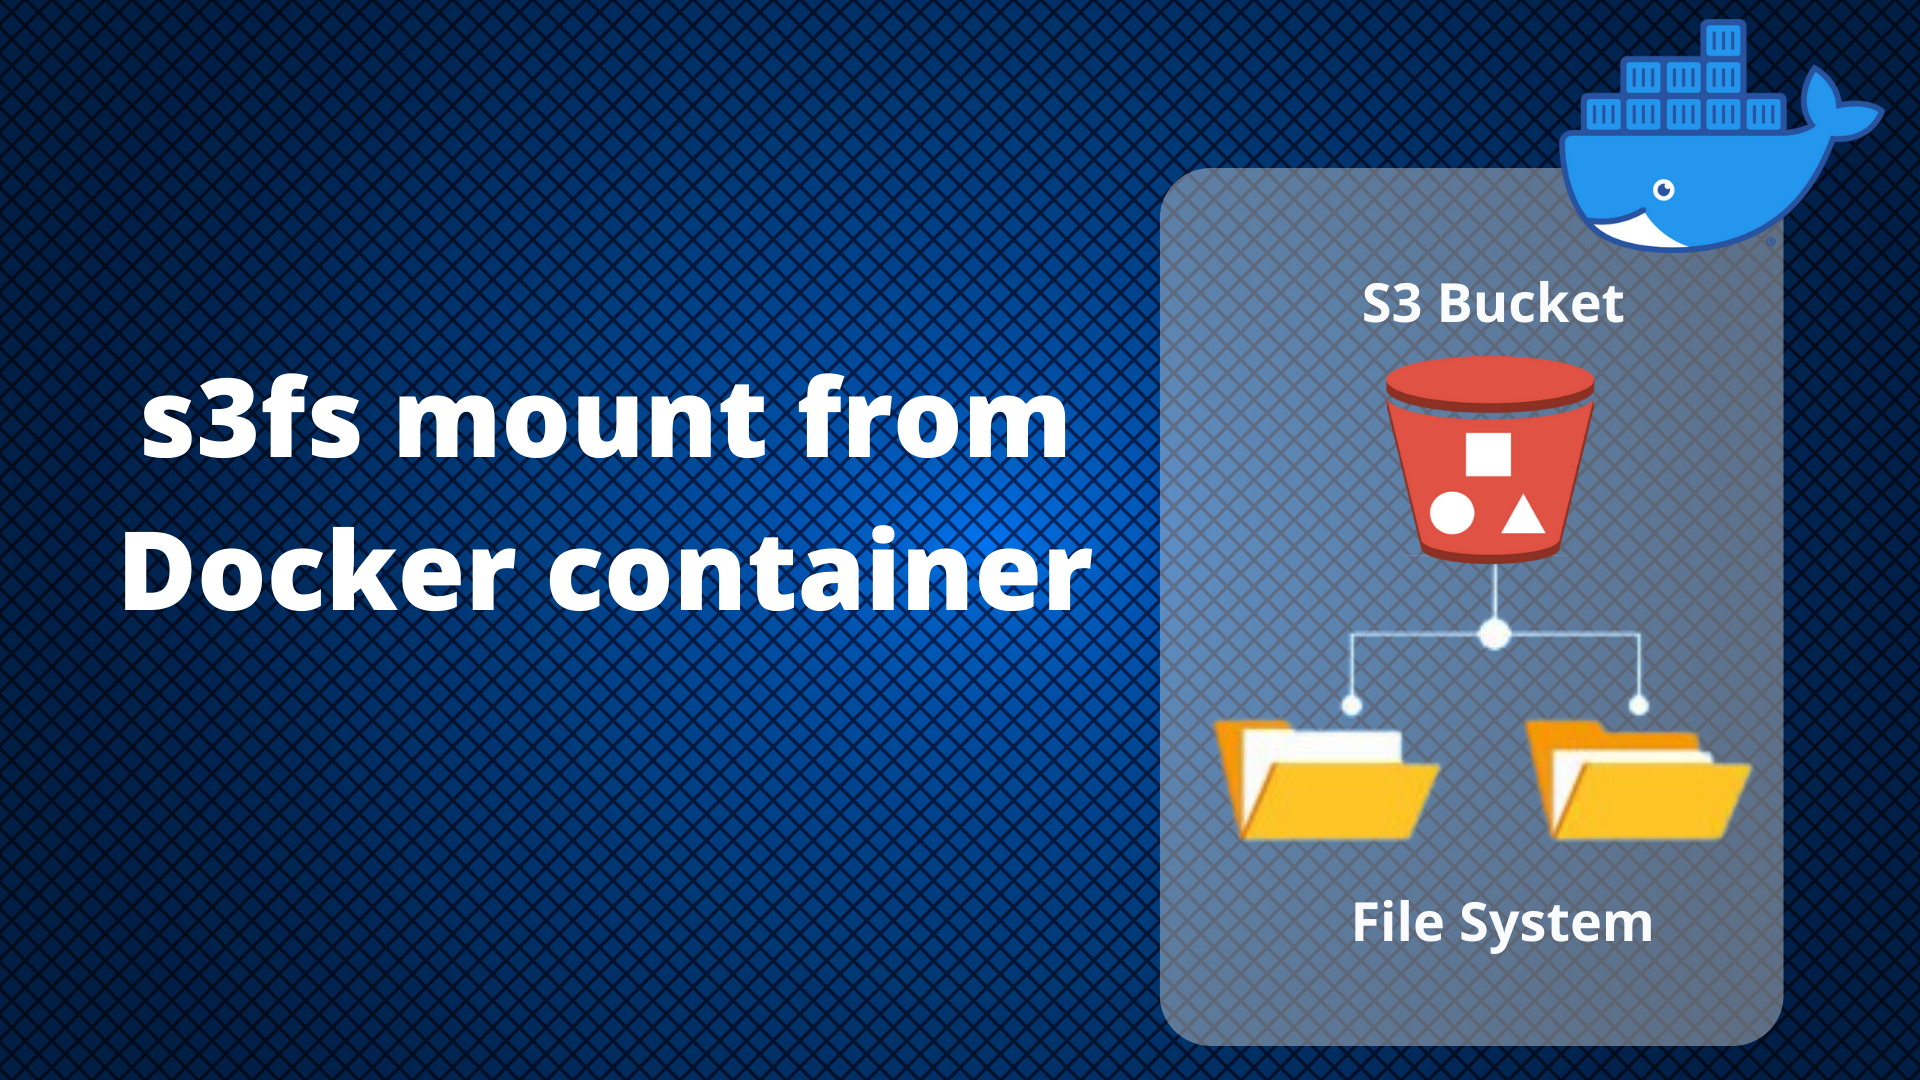 s3fs mount from
Docker container
S3 Bucket
File System